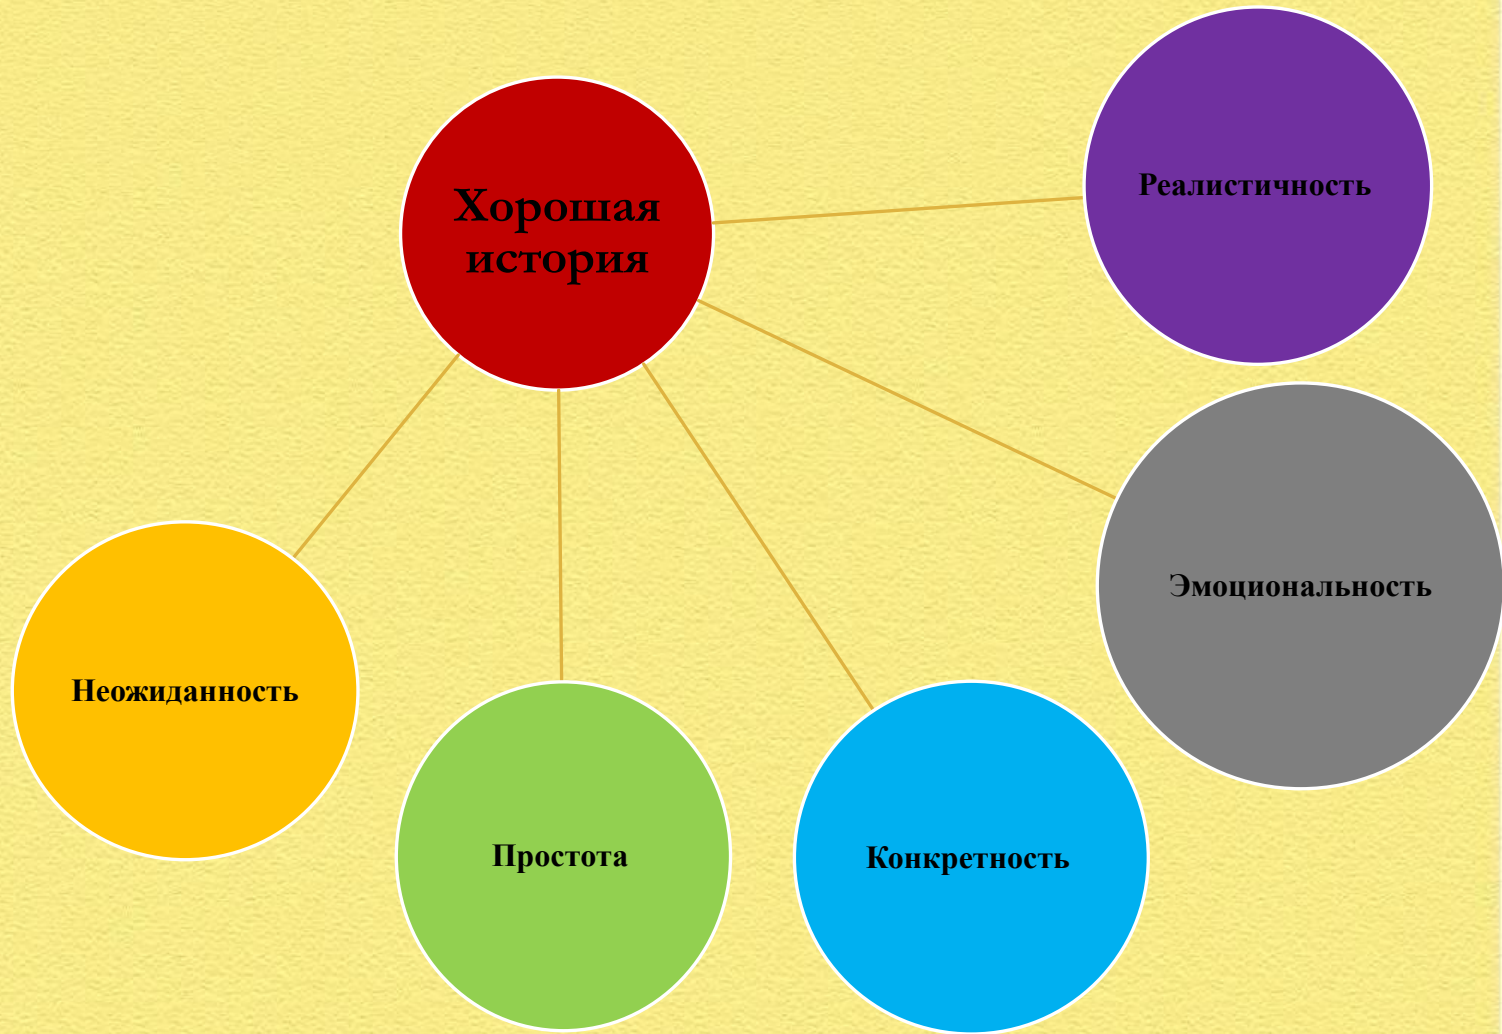 Хорошая
история
Реалистичность
Эмоциональность
Неожиданность
Простота
Конкретность